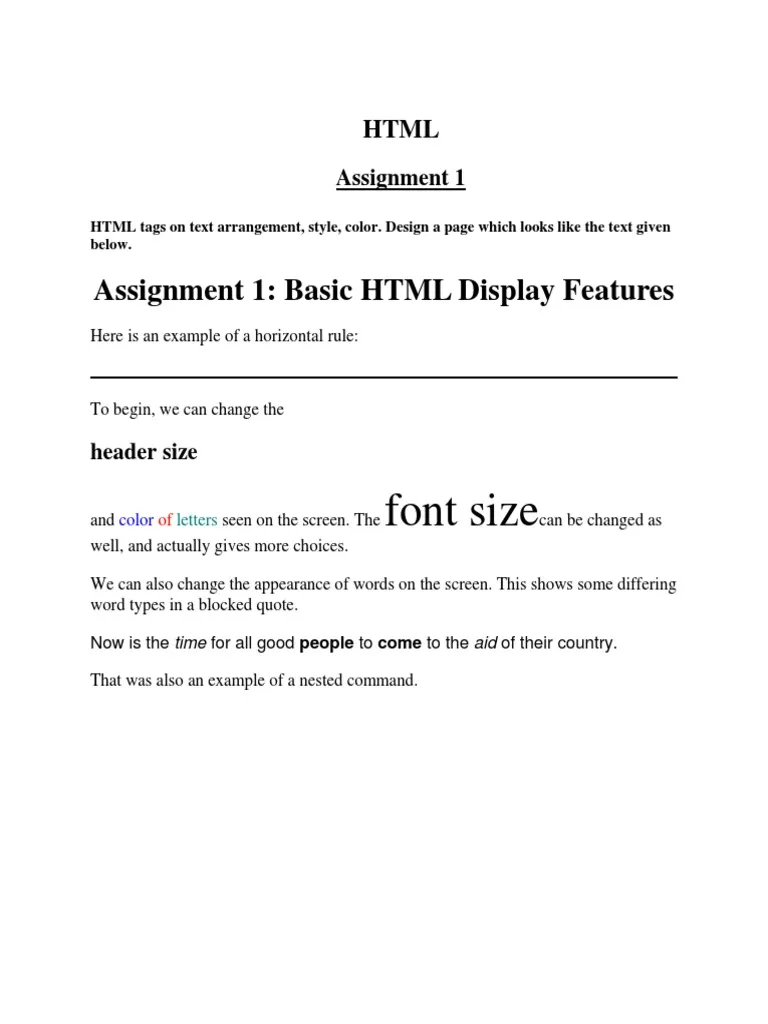 HTML
Assignment 1
HTML tags on text arrangement, style, color. Design a page which looks like the text given
below.
Assignment 1: Basic HTML Display Features
Here is an example of a horizontal rule:
To begin, we can change the
header size
and color of letters seen on the screen. The font size can be changed as
well, and actually gives more choices.
We can also change the appearance of words on the screen. This shows some differing
word types in a blocked quote.
Now is the time for all good people to come to the aid of their country.
That was also an example of a nested command.